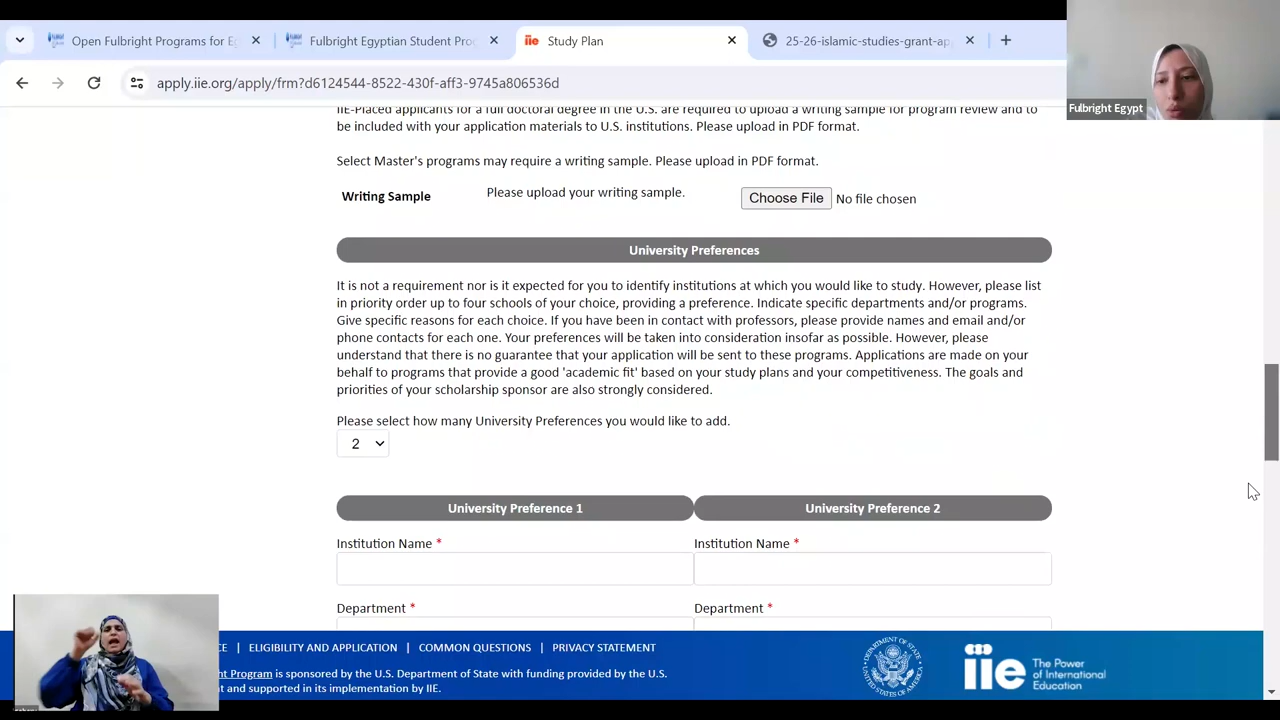 Open Fulbright Programs for Eg
Fulbright Egyptian Student Prog
iie Study Plan
25-26-islamic-studies-grant-ap
apply.iie.org/apply/frm?d6124544-8522-430f-aff3-9745a806536d
Fulbright Egypt
IIE-Placed applicants for a full doctoral degree in the U.S. are required to upload a writing sample for program review and to
be included with your application materials to U.S. institutions. Please upload in PDF format.
Select Master's programs may require a writing sample. Please upload in PDF format.
Writing Sample
Please upload your writing sample.
Choose File No file chosen
University Preferences
It is not a requirement nor is it expected for you to identify institutions at which you would like to study. However, please list
in priority order up to four schools of your choice, providing a preference. Indicate specific departments and/or programs.
Give specific reasons for each choice. If you have been in contact with professors, please provide names and email and/or
phone contacts for each one. Your preferences will be taken into consideration insofar as possible. However, please
understand that there is no guarantee that your application will be sent to these programs. Applications are made on your
behalf to programs that provide a good 'academic fit' based on your study plans and your competitiveness. The goals and
priorities of your scholarship sponsor are also strongly considered.
Please select how many University Preferences you would like to add.
2
University Preference 1
University Preference 2
Institution Name *
Institution Name *
Department *
Department *
CE | ELIGIBILITY AND APPLICATION | COMMON QUESTIONS | PRIVACY STATEMENT
ht Program is sponsored by the U.S. Department of State with funding provided by the U.S.
t and supported in its implementation by IIE.
iie
The Power
of International
Education